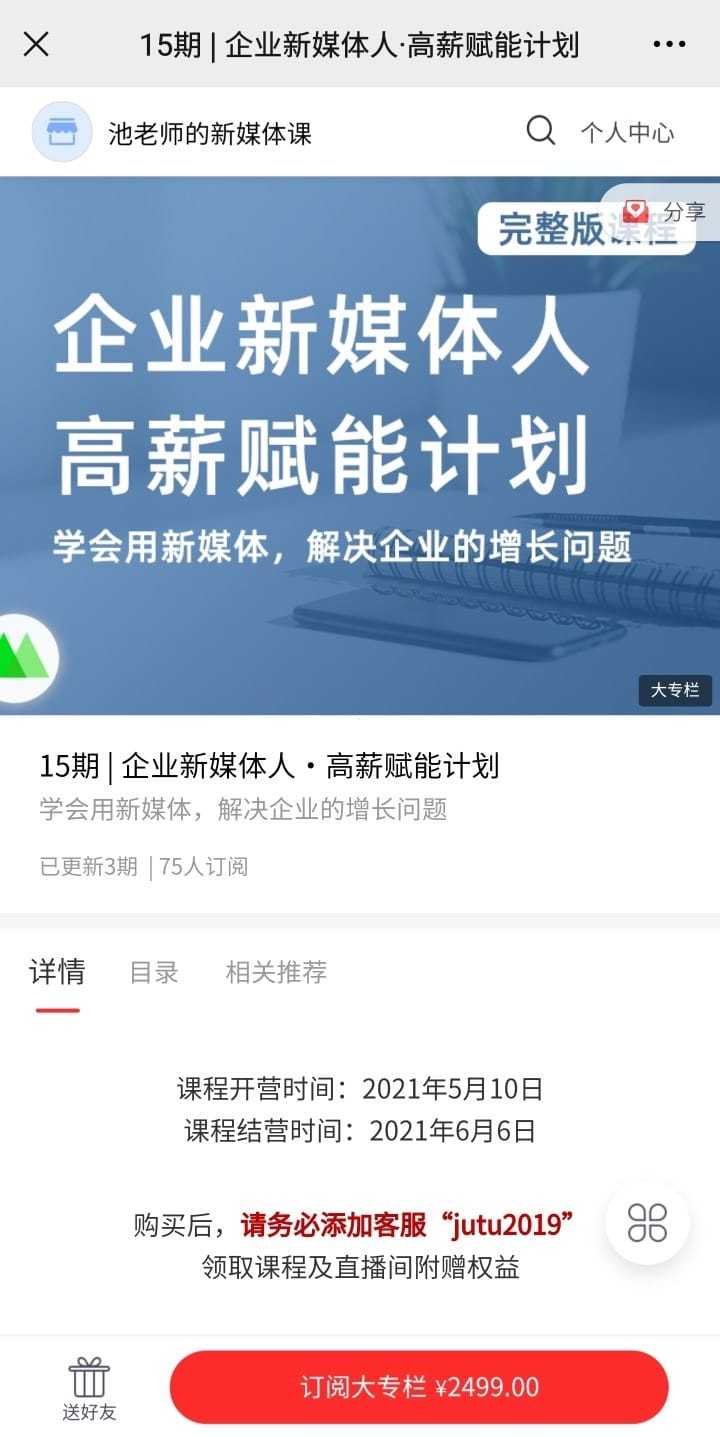 15期 | 企业新媒体人·高薪赋能计划
池老师的新媒体课
个人中心
分享
完整版课程
企业新媒体人
高薪赋能计划
学会用新媒体，解决企业的增长问题
大专栏
15期 | 企业新媒体人·高薪赋能计划
学会用新媒体，解决企业的增长问题
已更新3期 | 75人订阅
详情 目录 相关推荐
课程开营时间：2021年5月10日
课程结营时间：2021年6月6日
购买后，请务必添加客服“jutu2019”
领取课程及直播间附赠权益
送好友
订阅大专栏 ¥2499.00